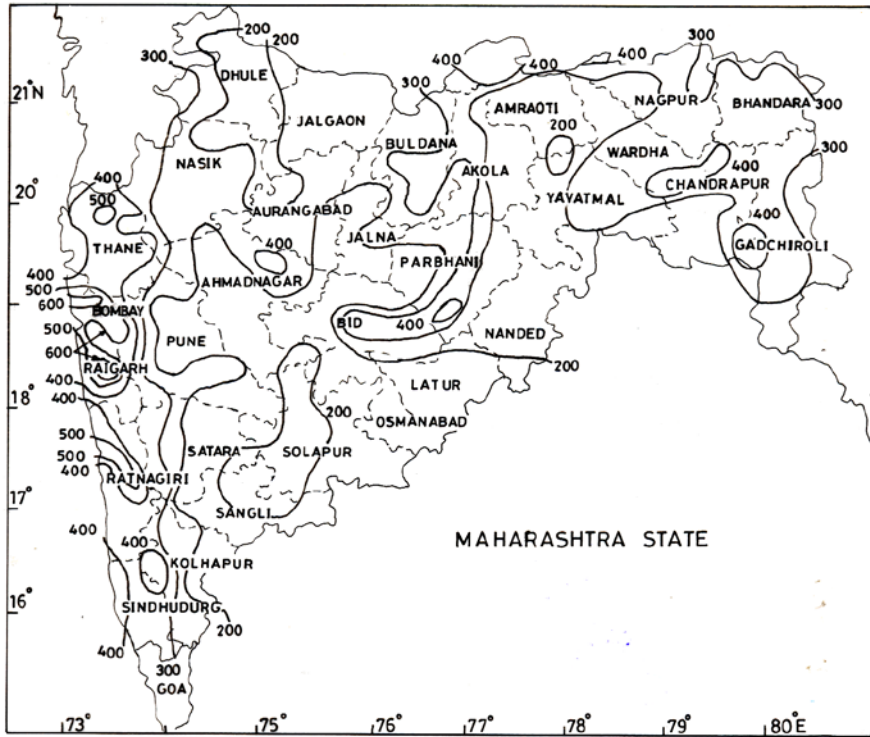 200
200
400
300
400
400
300
DHULE
300
21°N
JALGAON
AMRAOTI
NAGPUR
BHANDARA
300
BULDANA
200
300
NASIK
WARDHA
AKOLA
400
400
20°
500
AURANGABAD
YAVATMAL
CHANDRAPUR
400
THANE
JALNA
GADCHIROLI
400
PARBHANI
400
AHMADNAGAR
500
600
BOMBAY
BID
400
500
PUNE
NANDED
600
200
RAIGARH
400
LATUR
18°
400
200
OSMANABAD
500
SATARA
SOLAPUR
500
400
RATNAGIRI
17°
SANGLI
400
400
MAHARASHTRA STATE
KOLHAPUR
16°
SINDHUDURG
200
400
300
GOA
73°
75°
76°
77°
78°
79°
80°E